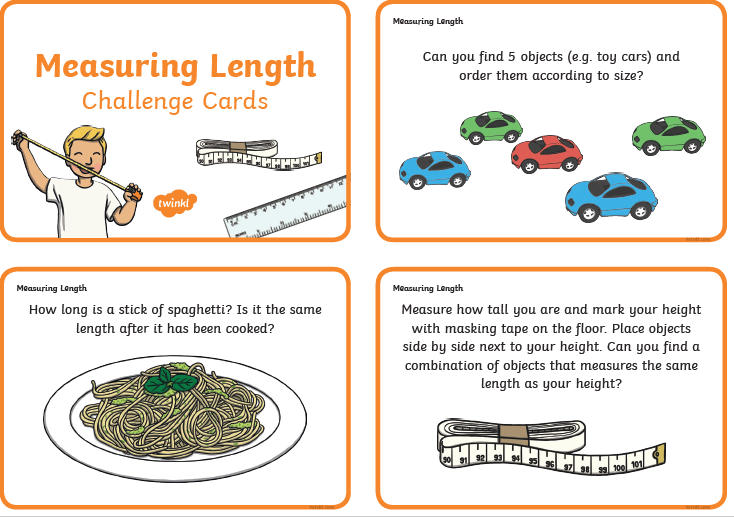 Measuring Length
Challenge Cards
twinkl
Measuring Length
Can you find 5 objects (e.g. toy cars) and
order them according to size?
Measuring Length
How long is a stick of spaghetti? Is it the same
length after it has been cooked?
Measuring Length
Measure how tall you are and mark your height
with masking tape on the floor. Place objects
side by side next to your height. Can you find a
combination of objects that measures the same
length as your height?
90 91 92 93 94 95 96 97 98 99 100 101